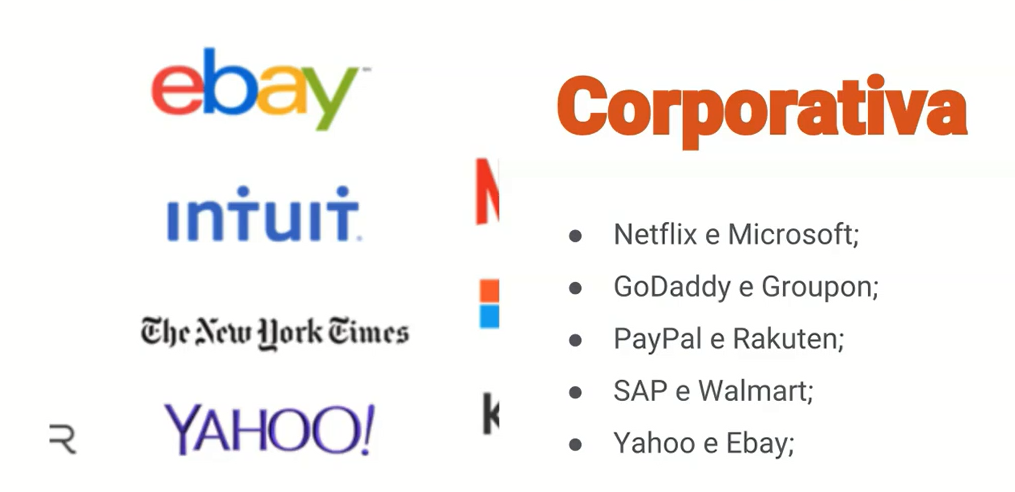 ebay
intuit
The New York Times
YAHOO!
R
N
K
Corporativa
● Netflix e Microsoft;
● GoDaddy e Groupon;
● PayPal e Rakuten;
● SAP e Walmart;
● Yahoo e Ebay;